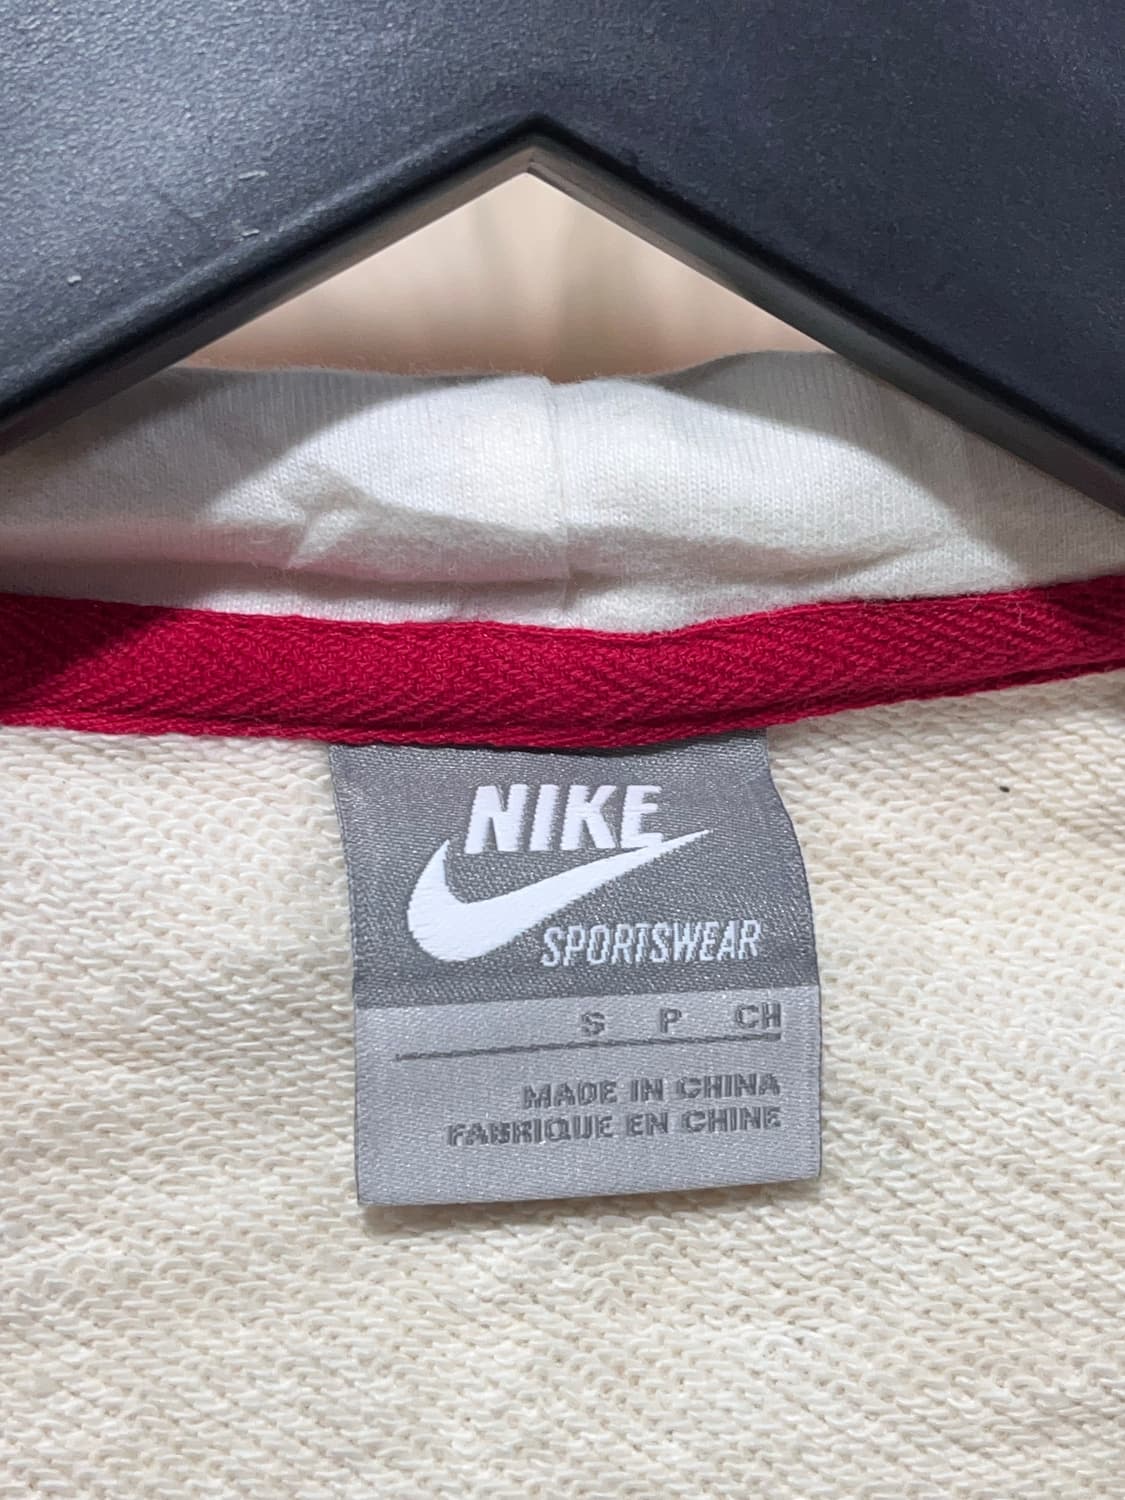 NIKE
SPORTSWEAR
S P CH
MADE IN CHINA
FABRIQUE EN CHINE